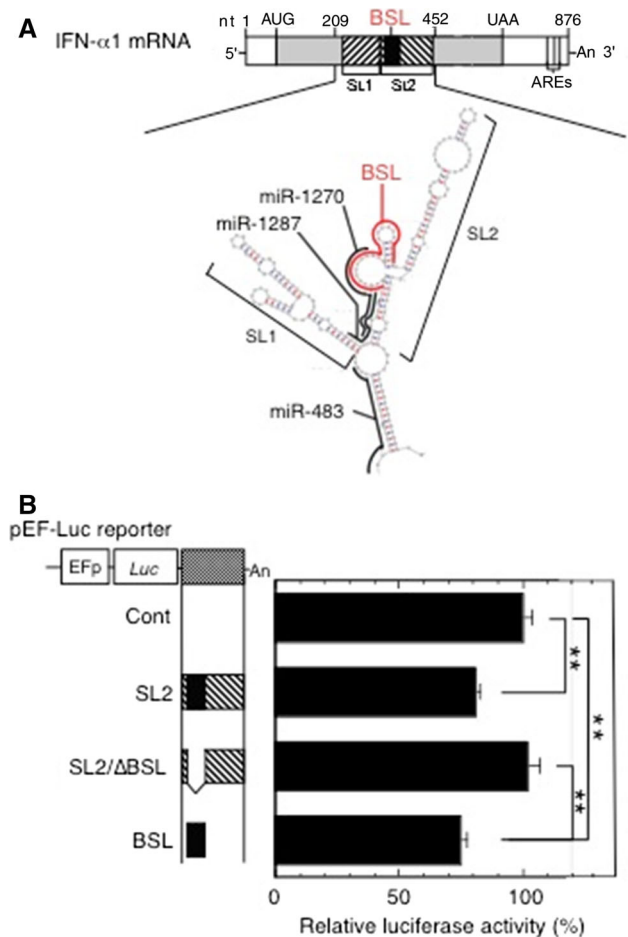 A
IFN-α1 mRNA
nt 1 AUG 209 BSL 452 UAA 876
5' An 3'
SL1 SL2 AREs
BSL
miR-1270
miR-1287
SL2
SL1
miR-483
B
pEF-Luc reporter
EFp Luc An
Cont
**
SL2
**
SL2/ΔBSL
**
BSL
0 50 100
Relative luciferase activity (%)